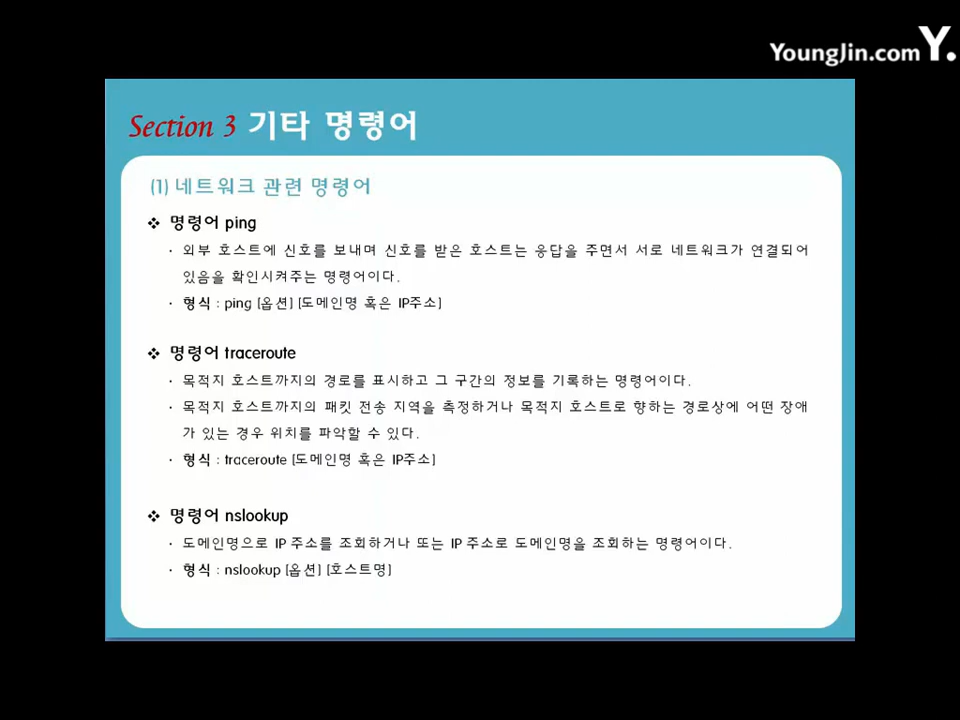 YoungJin.com Y.
Section 3 기타 명령어
(1) 네트워크 관련 명령어
❖ 명령어 ping
· 외부 호스트에 신호를 보내며 신호를 받은 호스트는 응답을 주면서 서로 네트워크가 연결되어
있음을 확인시켜주는 명령어이다.
· 형식 : ping [옵션] [도메인명 혹은 IP주소]
❖ 명령어 traceroute
· 목적지 호스트까지의 경로를 표시하고 그 구간의 정보를 기록하는 명령어이다.
· 목적지 호스트까지의 패킷 전송 지역을 측정하거나 목적지 호스트로 향하는 경로상에 어떤 장애
가 있는 경우 위치를 파악할 수 있다.
· 형식 : traceroute [도메인명 혹은 IP주소]
❖ 명령어 nslookup
· 도메인명으로 IP 주소를 조회하거나 또는 IP 주소로 도메인명을 조회하는 명령어이다.
· 형식 : nslookup [옵션] [호스트명]